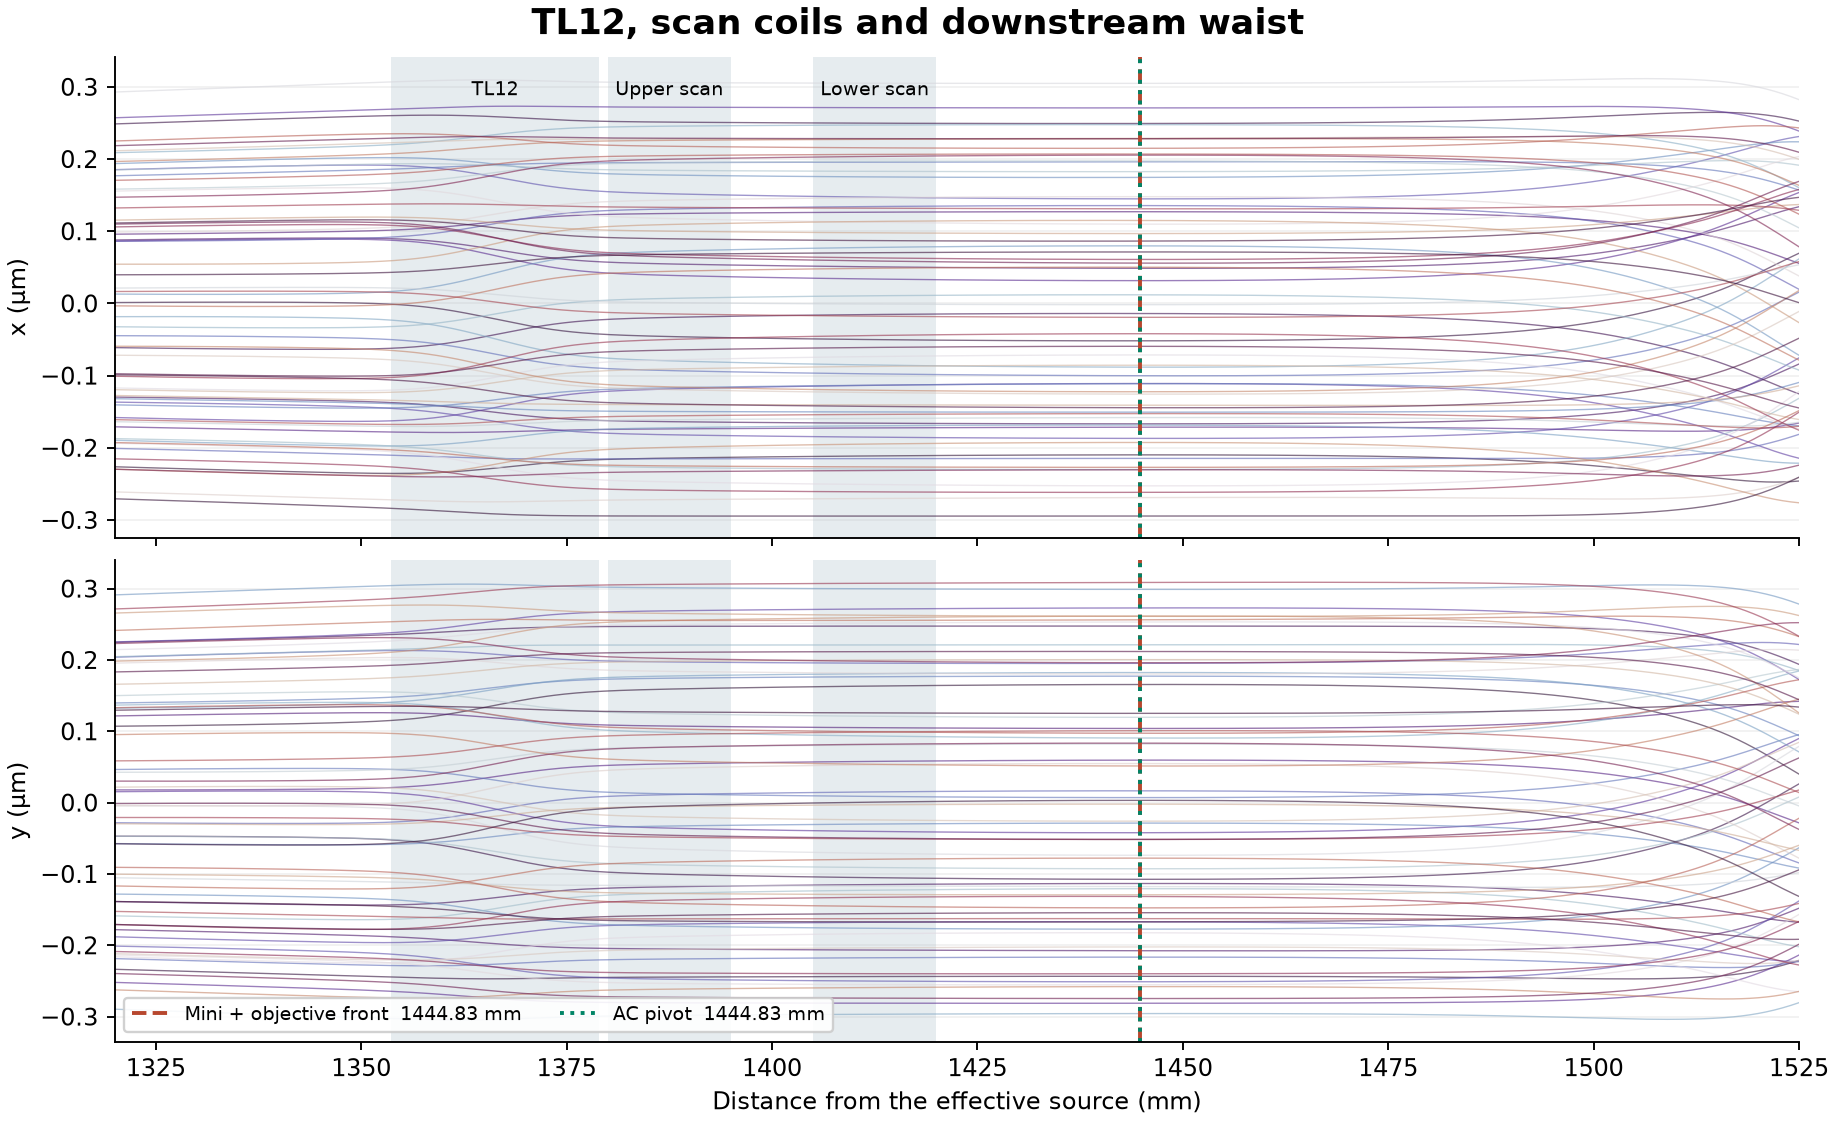 TL12, scan coils and downstream waist
TL12
Upper scan
Lower scan
0.3
0.2
0.1
0.0
−0.1
−0.2
−0.3
x (μm)
0.3
0.2
0.1
0.0
−0.1
−0.2
−0.3
y (μm)
Mini + objective front 1444.83 mm
AC pivot 1444.83 mm
1325
1350
1375
1400
1425
1450
1475
1500
1525
Distance from the effective source (mm)